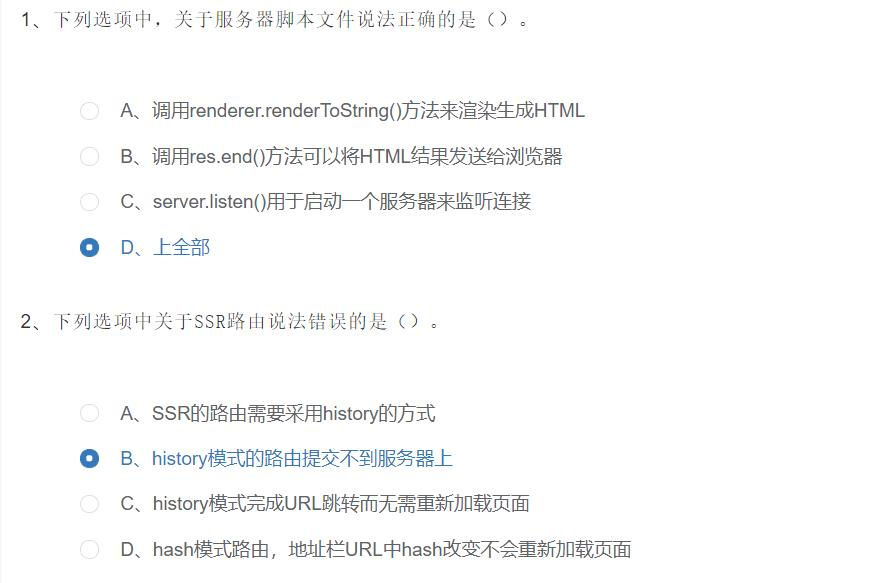 1、下列选项中，关于服务器脚本文件说法正确的是（）。
A、调用renderer.renderToString()方法来渲染生成HTML
B、调用res.end()方法可以将HTML结果发送给浏览器
C、server.listen()用于启动一个服务器来监听连接
D、上全部
2、下列选项中关于SSR路由说法错误的是（）。
A、SSR的路由需要采用history的方式
B、history模式的路由提交不到服务器上
C、history模式完成URL跳转而无需重新加载页面
D、hash模式路由，地址栏URL中hash改变不会重新加载页面